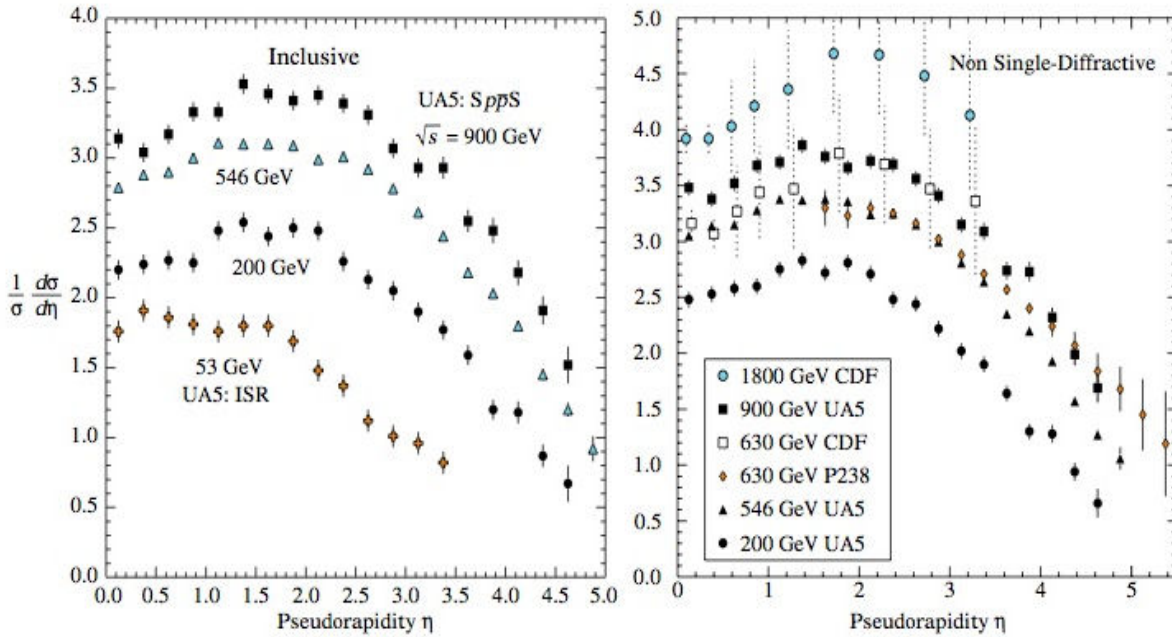 Inclusive
UA5: SppS
√s = 900 GeV
546 GeV
200 GeV
53 GeV
UA5: ISR
1/σ dσ/dη
4.0
3.5
3.0
2.5
2.0
1.5
1.0
0.5
0.0
0.0 0.5 1.0 1.5 2.0 2.5 3.0 3.5 4.0 4.5 5.0
Pseudorapidity η
Non Single-Diffractive
5.0
4.5
4.0
3.5
3.0
2.5
2.0
1.5
1.0
0.5
0.0
1800 GeV CDF
900 GeV UA5
630 GeV CDF
630 GeV P238
546 GeV UA5
200 GeV UA5
0 1 2 3 4 5
Pseudorapidity η